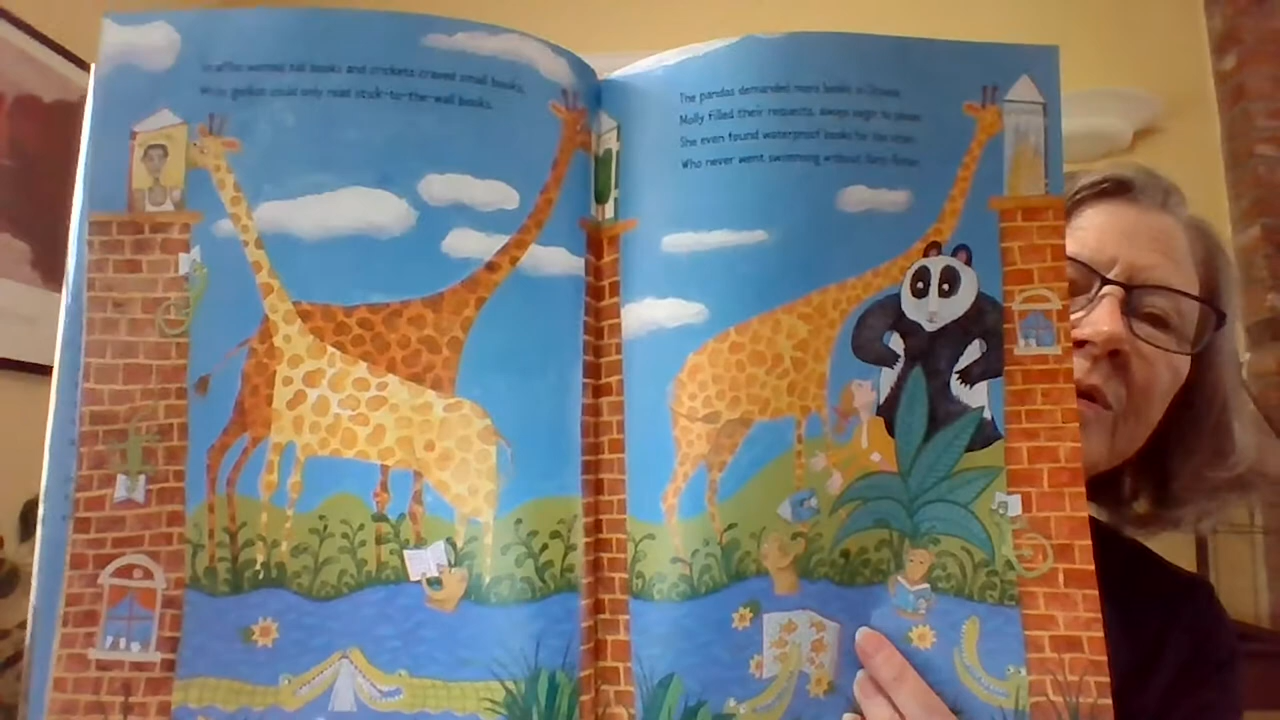 Giraffes wanted tall books and crickets craved small books,
While geckos could only read stick-to-the-wall books.
The pandas demanded more books in Chinese.
Molly filled their requests, always eager to please.
She even found waterproof books for the otter,
Who never went swimming without